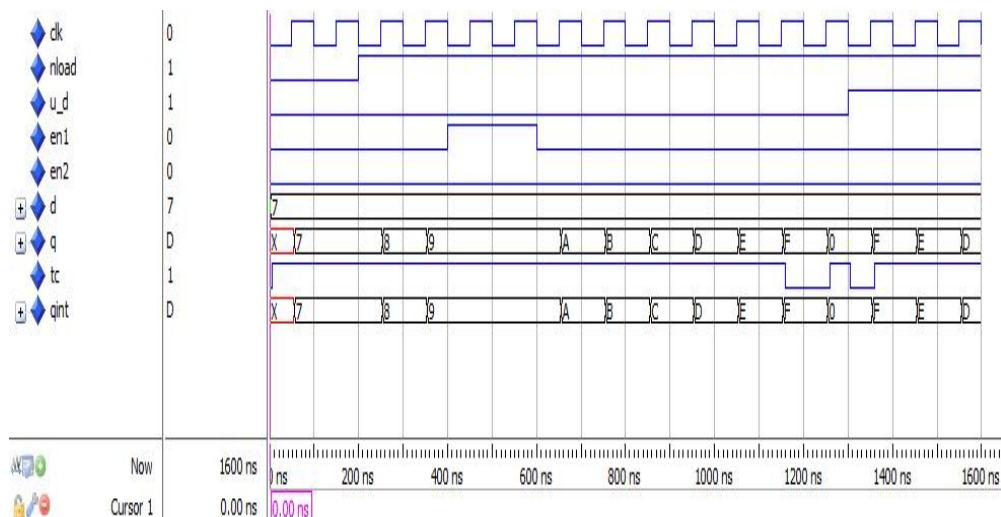 clk 0
nload 1
u_d 1
en1 0
en2 0
d 7 7
q D X 7 8 9 A B C D E F 0 F E D
tc 1
qint D X 7 8 9 A B C D E F 0 F E D
Now 1600 ns ns 200 ns 400 ns 600 ns 800 ns 1000 ns 1200 ns 1400 ns 1600 ns
Cursor 1 0.00 ns 0.00 ns